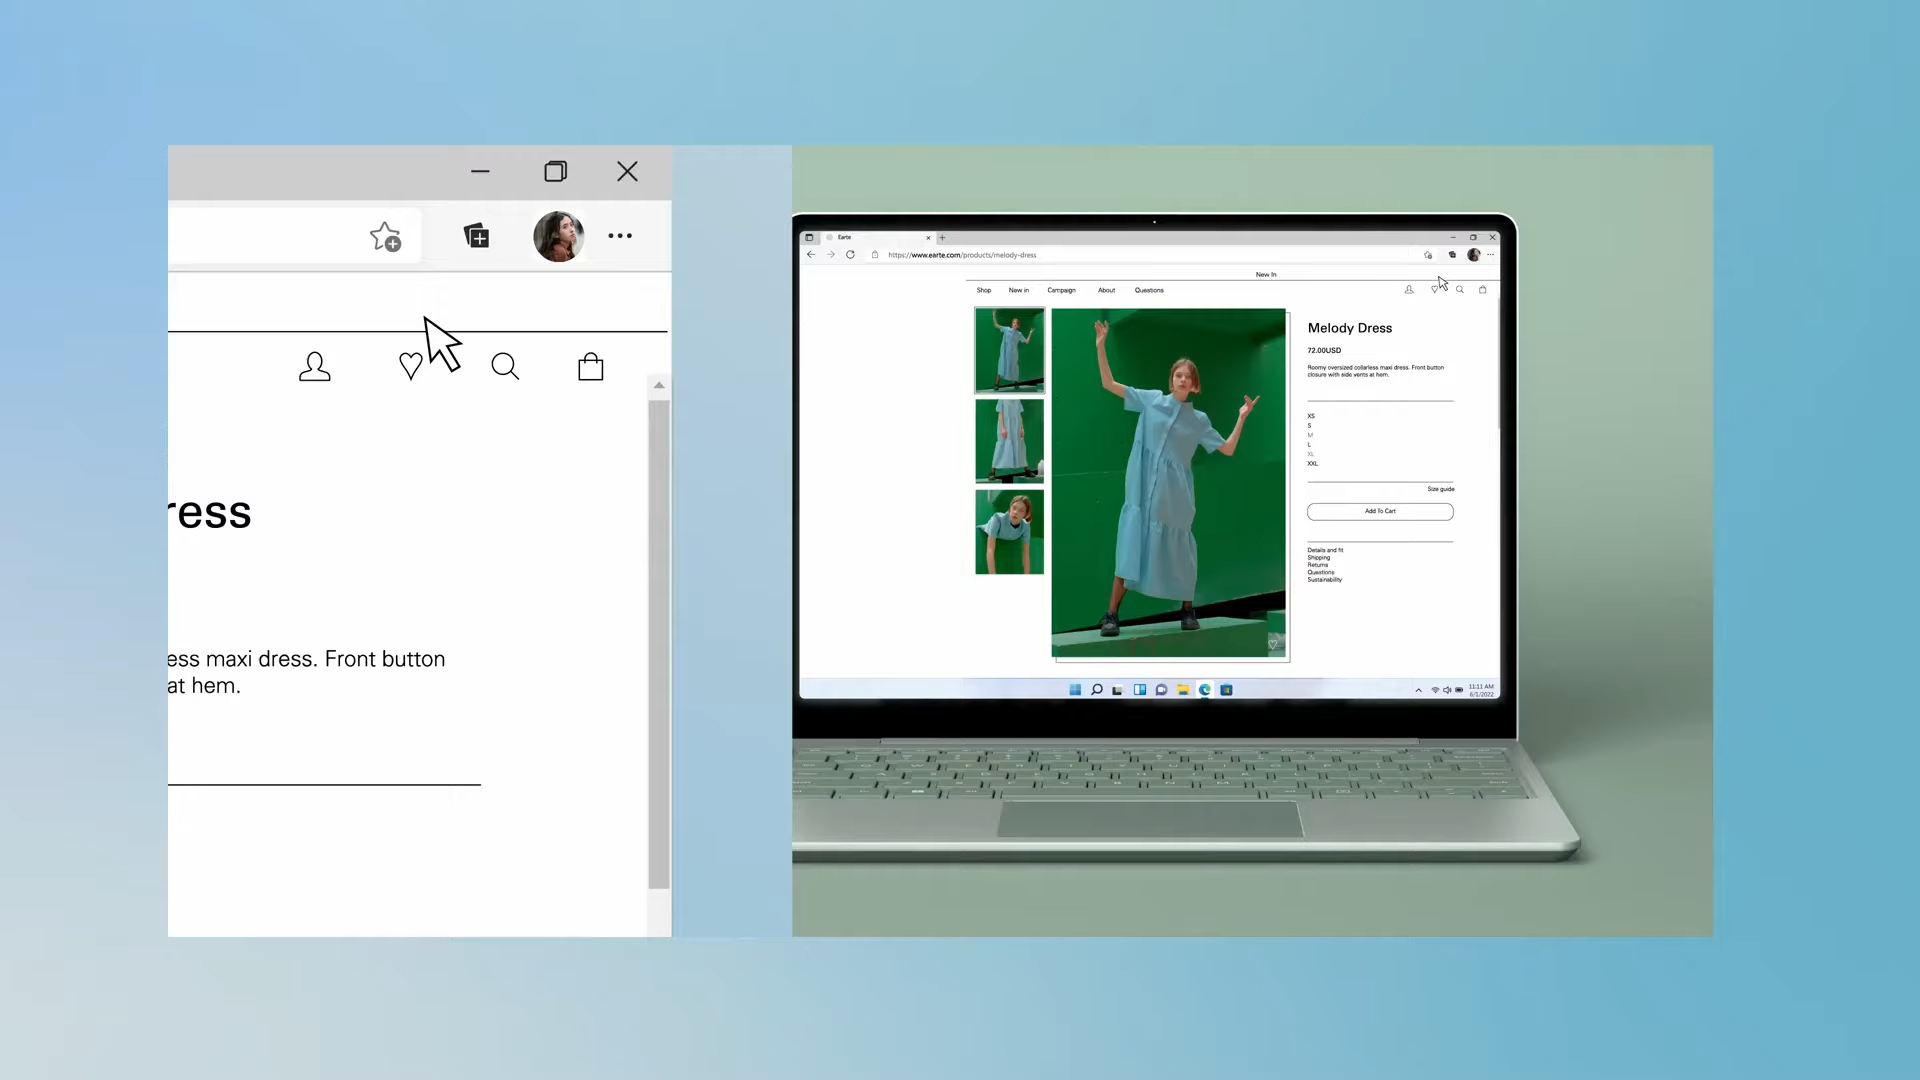 ress
ess maxi dress. Front button
at hem.
Earte
https://www.earte.com/products/melody-dress
New In
Shop New in Campaign About Questions
Melody Dress
72.00USD
Roomy oversized collarless maxi dress. Front button
closure with side vents at hem.
XS
S
M
L
XL
XXL
Size guide
Add To Cart
Details and fit
Shipping
Returns
Questions
Sustainability
11:11 AM
6/1/2022